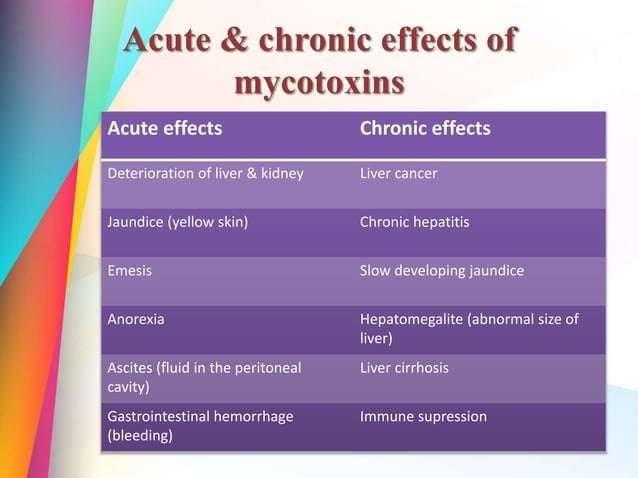 Acute & chronic effects of
mycotoxins
Acute effects
Chronic effects
Deterioration of liver & kidney
Liver cancer
Jaundice (yellow skin)
Chronic hepatitis
Emesis
Slow developing jaundice
Anorexia
Hepatomegalite (abnormal size of
liver)
Ascites (fluid in the peritoneal
cavity)
Liver cirrhosis
Gastrointestinal hemorrhage
(bleeding)
Immune supression